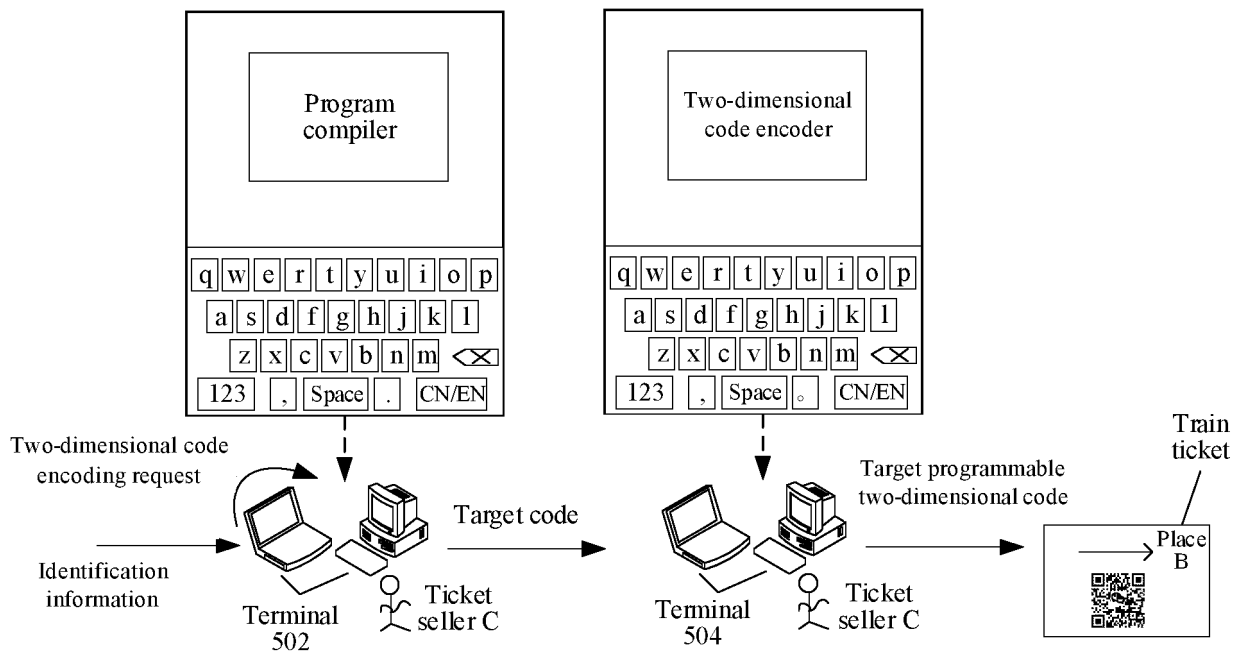 Program
compiler
q w e r t y u i o p
a s d f g h j k l
z x c v b n m
123 , Space . CN/EN
Two-dimensional
code encoder
q w e r t y u i o p
a s d f g h j k l
z x c v b n m
123 , Space 。 CN/EN
Two-dimensional code
encoding request
Identification
information
Terminal
502
Ticket
seller C
Target code
Terminal
504
Ticket
seller C
Target programmable
two-dimensional code
Train
ticket
Place
B